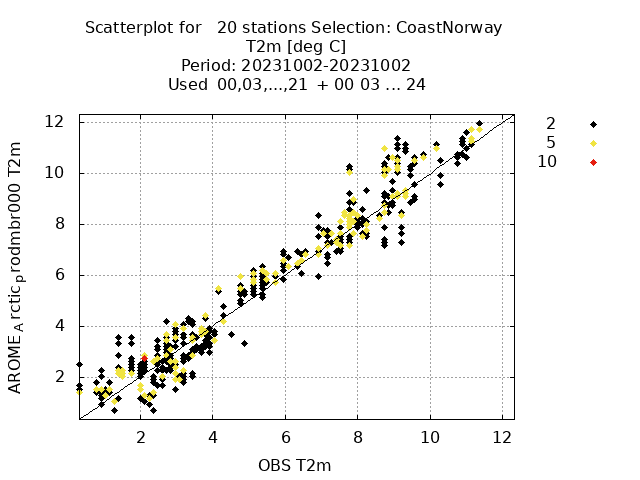 Scatterplot for   20 stations Selection: CoastNorway
T2m [deg C]
Period: 20231002-20231002
Used  00,03,...,21  + 00 03 ... 24
2
5
10
12
10
8
6
4
2
AROME_Arctic_prodmbr000 T2m
2 4 6 8 10 12
OBS T2m